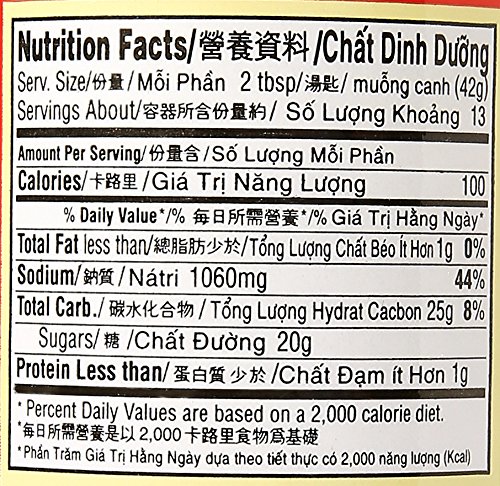 Nutrition Facts/營養資料/Chất Dinh Dưỡng
Serv. Size/份量/Mỗi Phần 2 tbsp/湯匙/muỗng canh (42g)
Servings About/容器所含份量約/ Số Lượng Khoảng 13
Amount Per Serving/份量含/Số Lượng Mỗi Phần
Calories/卡路里/Giá Trị Năng Lượng 100
% Daily Value*/% 每日所需營養*/% Giá Trị Hằng Ngày*
Total Fat less than/總脂肪少於/Tổng Lượng Chất Béo Ít Hơn 1g 0%
Sodium/鈉質/Nátri 1060mg 44%
Total Carb./碳水化合物/Tổng Lượng Hydrat Cacbon 25g 8%
Sugars/糖/Chất Đường 20g
Protein Less than/蛋白質少於/Chất Đạm ít Hơn 1g
* Percent Daily Values are based on a 2,000 calorie diet.
*每日所需營養是以2,000卡路里食物爲基礎
*Phần Trăm Giá Trị Hằng Ngày dựa theo tiết thực có 2,000 năng lượng (Kcal)